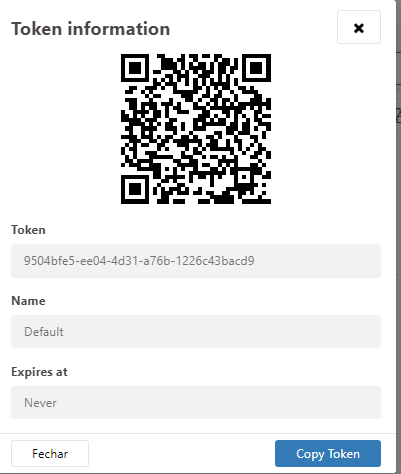 Token information
Token
9504bfe5-ee04-4d31-a76b-1226c43bacd9
Name
Default
Expires at
Never
Fechar
Copy Token